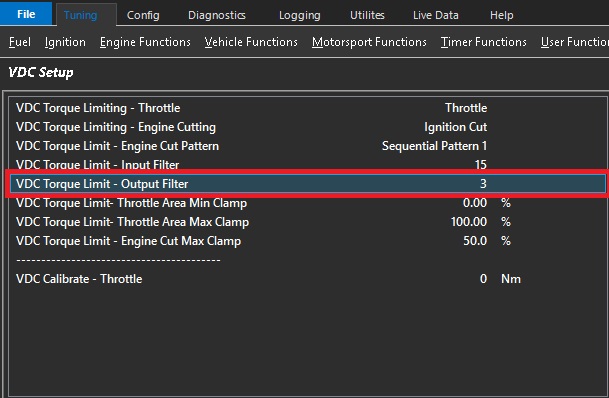 File Tuning Config Diagnostics Logging Utilites Live Data Help
Fuel Ignition Engine Functions Vehicle Functions Motorsport Functions Timer Functions User Function
VDC Setup
VDC Torque Limiting - Throttle Throttle
VDC Torque Limiting - Engine Cutting Ignition Cut
VDC Torque Limit - Engine Cut Pattern Sequential Pattern 1
VDC Torque Limit - Input Filter 15
VDC Torque Limit - Output Filter 3
VDC Torque Limit- Throttle Area Min Clamp 0.00 %
VDC Torque Limit- Throttle Area Max Clamp 100.00 %
VDC Torque Limit - Engine Cut Max Clamp 50.0 %
-----------------------------------------
VDC Calibrate - Throttle 0 Nm